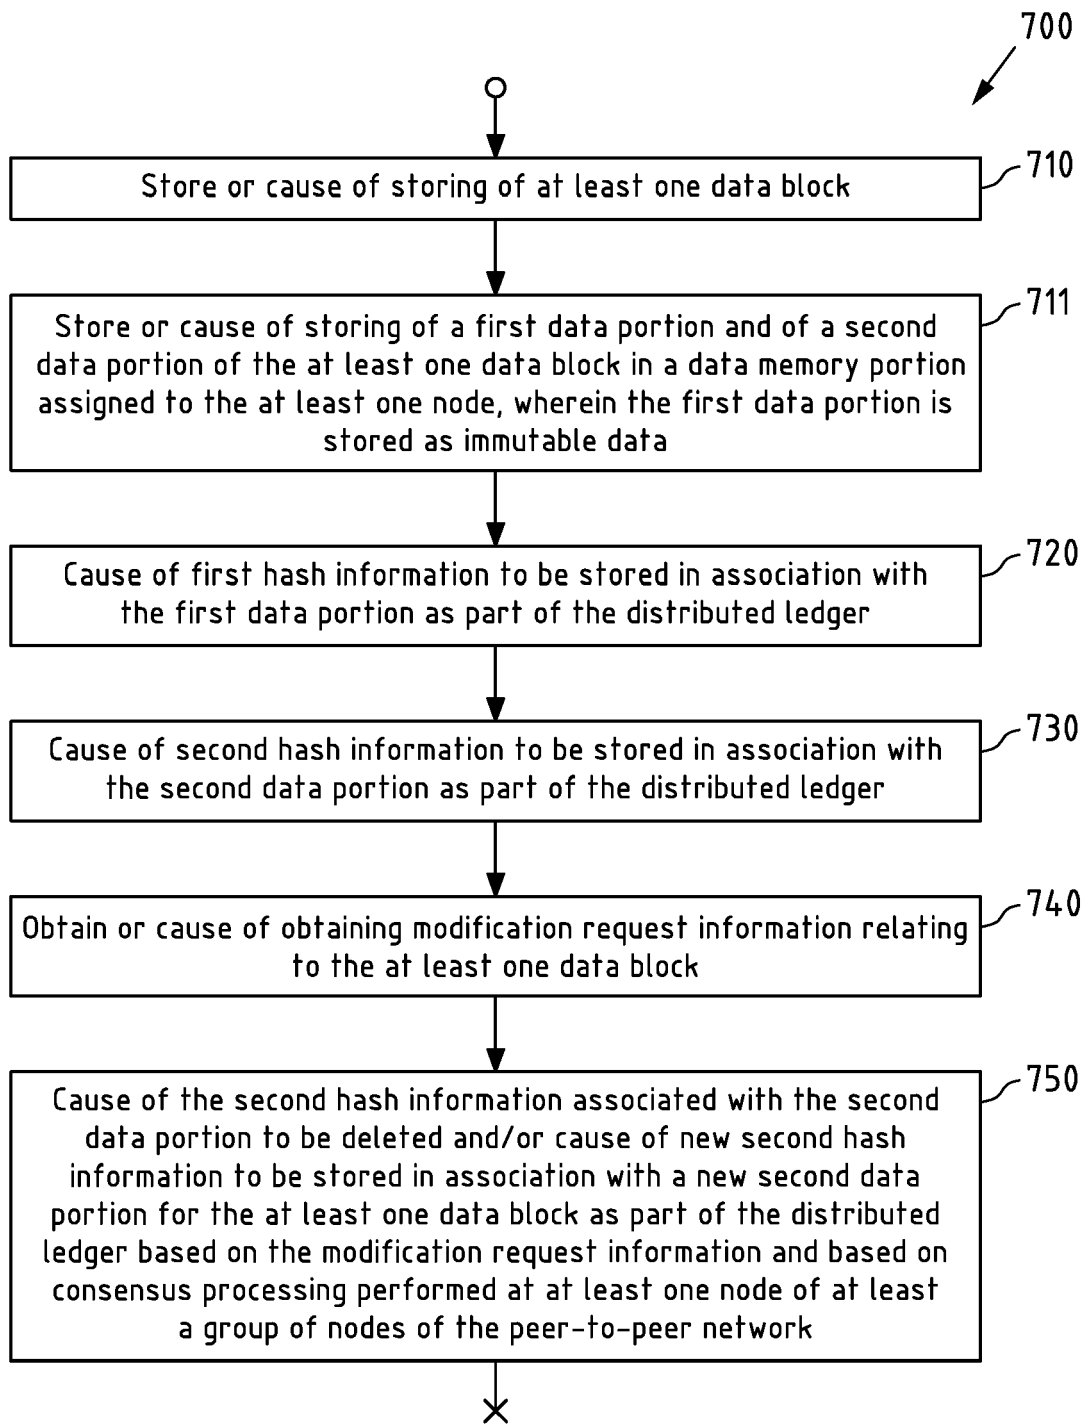 700
710
Store or cause of storing of at least one data block
711
Store or cause of storing of a first data portion and of a second
data portion of the at least one data block in a data memory portion
assigned to the at least one node, wherein the first data portion is
stored as immutable data
720
Cause of first hash information to be stored in association with
the first data portion as part of the distributed ledger
730
Cause of second hash information to be stored in association with
the second data portion as part of the distributed ledger
740
Obtain or cause of obtaining modification request information relating
to the at least one data block
750
Cause of the second hash information associated with the second
data portion to be deleted and/or cause of new second hash
information to be stored in association with a new second data
portion for the at least one data block as part of the distributed
ledger based on the modification request information and based on
consensus processing performed at at least one node of at least
a group of nodes of the peer-to-peer network